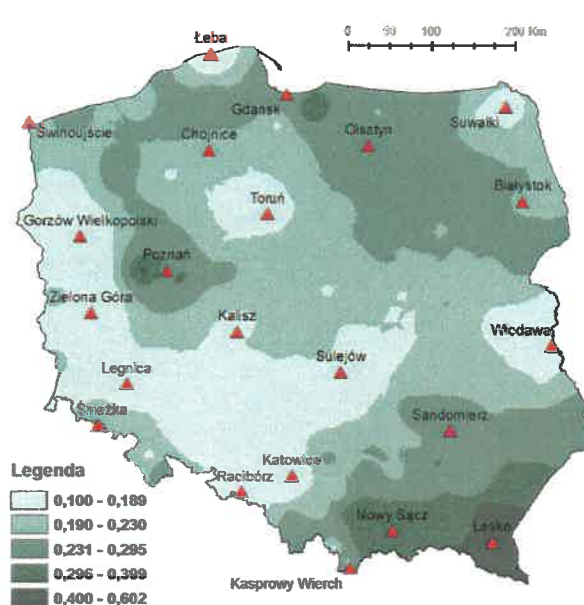 Łeba
0 50 100 200 Km
Gdańsk
Suwałki
Świnoujście
Chojnice
Olsztyn
Białystok
Toruń
Gorzów Wielkopolski
Poznań
Zielona Góra
Kalisz
Włodawa
Sulejów
Legnica
Śnieżka
Sandomierz
Katowice
Racibórz
Nowy Sącz
Lesko
Kasprowy Wierch
Legenda
0,100 - 0,189
0,190 - 0,230
0,231 - 0,295
0,296 - 0,399
0,400 - 0,602